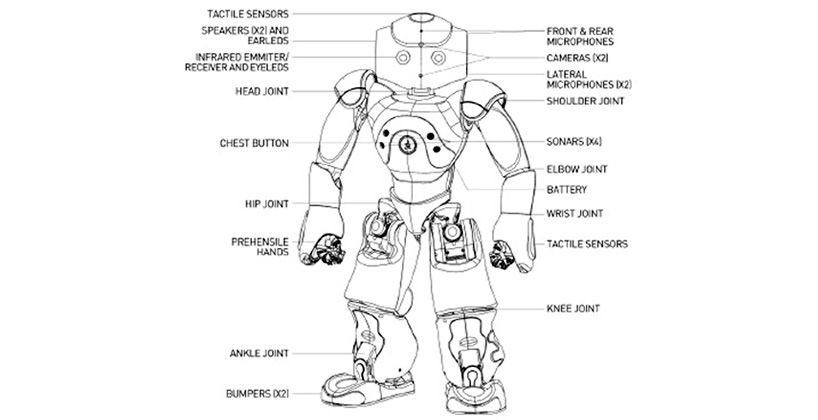 TACTILE SENSORS
SPEAKERS (X2) AND
EARLEDS
INFRARED EMMITER/
RECEIVER AND EYELEDS
HEAD JOINT
CHEST BUTTON
HIP JOINT
PREHENSILE
HANDS
ANKLE JOINT
BUMPERS (X2)
FRONT & REAR
MICROPHONES
CAMERAS (X2)
LATERAL
MICROPHONES (X2)
SHOULDER JOINT
SONARS (X4)
ELBOW JOINT
BATTERY
WRIST JOINT
TACTILE SENSORS
KNEE JOINT